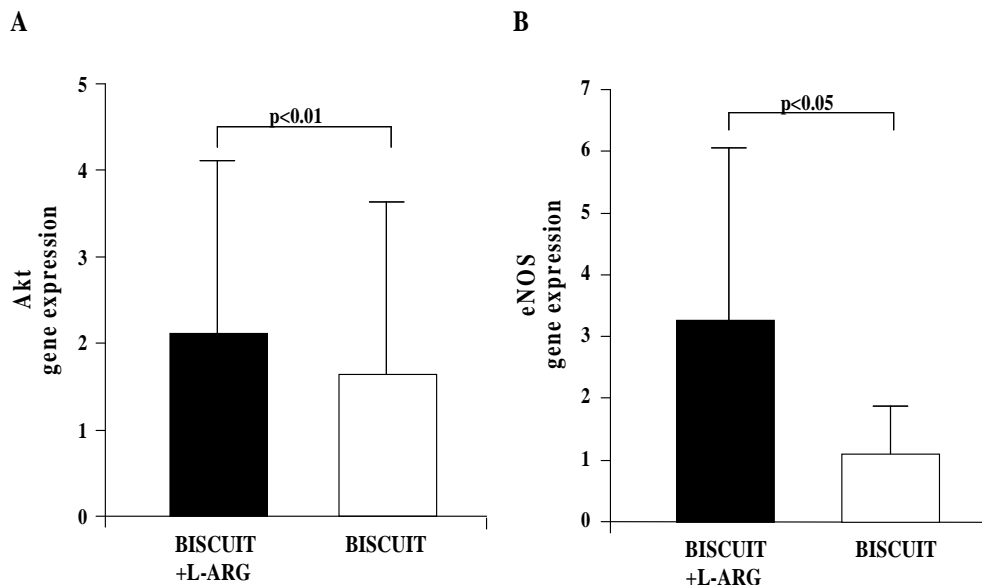 A
B
5
4
3
2
1
0
Akt
gene expression
p<0.01
BISCUIT
+L-ARG
BISCUIT
7
6
5
4
3
2
1
0
eNOS
gene expression
p<0.05
BISCUIT
+L-ARG
BISCUIT